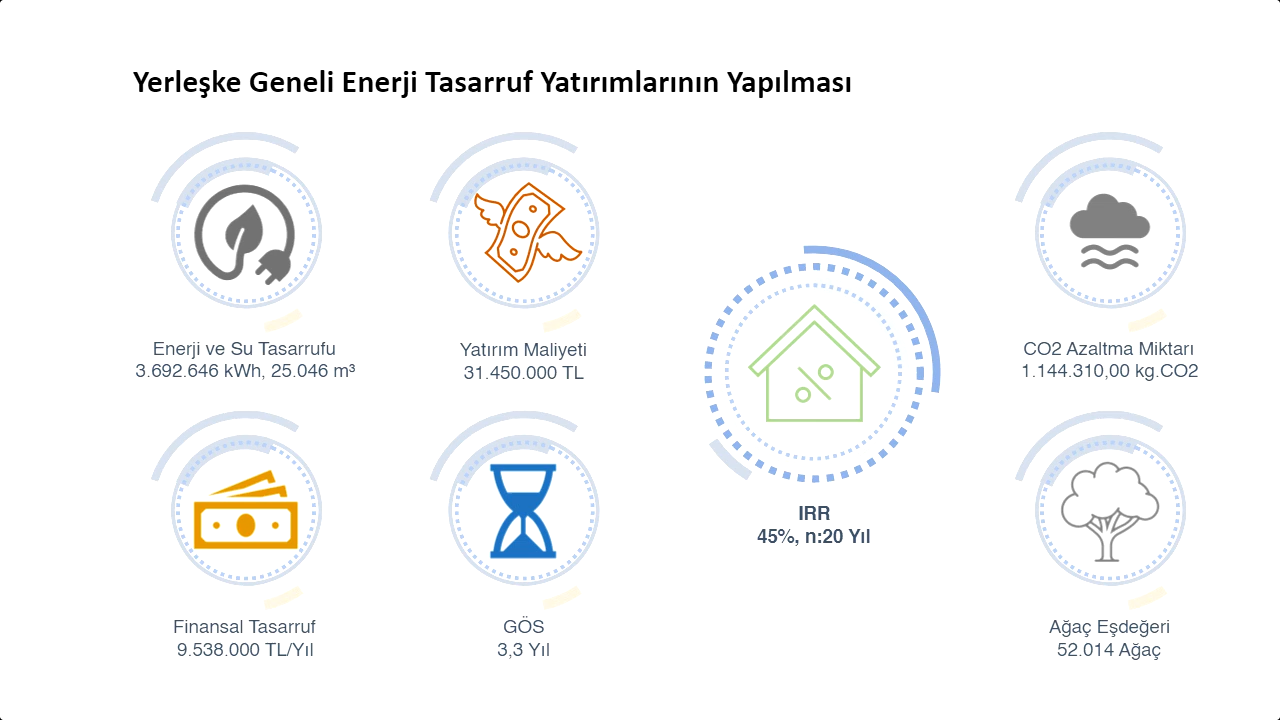 Yerleşke Geneli Enerji Tasarruf Yatırımlarının Yapılması
Enerji ve Su Tasarrufu
3.692.646 kWh, 25.046 m³
Yatırım Maliyeti
31.450.000 TL
CO2 Azaltma Miktarı
1.144.310,00 kg.CO2
IRR
45%, n:20 Yıl
Finansal Tasarruf
9.538.000 TL/Yıl
GÖS
3,3 Yıl
Ağaç Eşdeğeri
52.014 Ağaç